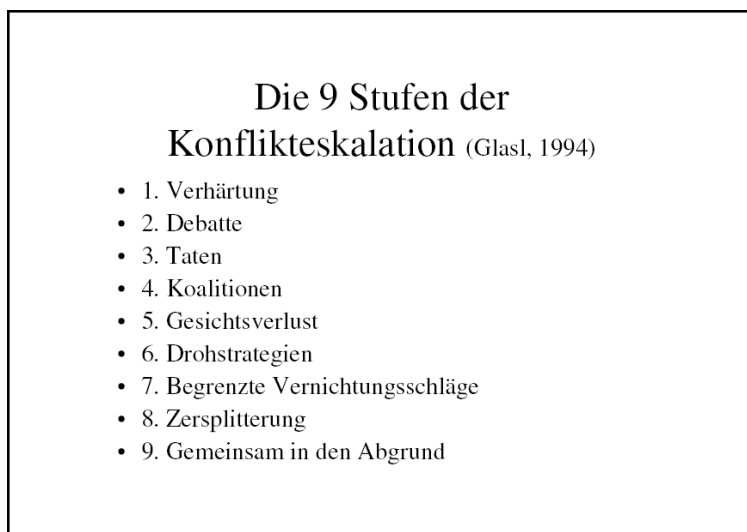 Die 9 Stufen der
Konflikteskalation (Glasl, 1994)
• 1. Verhärtung
• 2. Debatte
• 3. Taten
• 4. Koalitionen
• 5. Gesichtsverlust
• 6. Drohstrategien
• 7. Begrenzte Vernichtungsschläge
• 8. Zersplitterung
• 9. Gemeinsam in den Abgrund